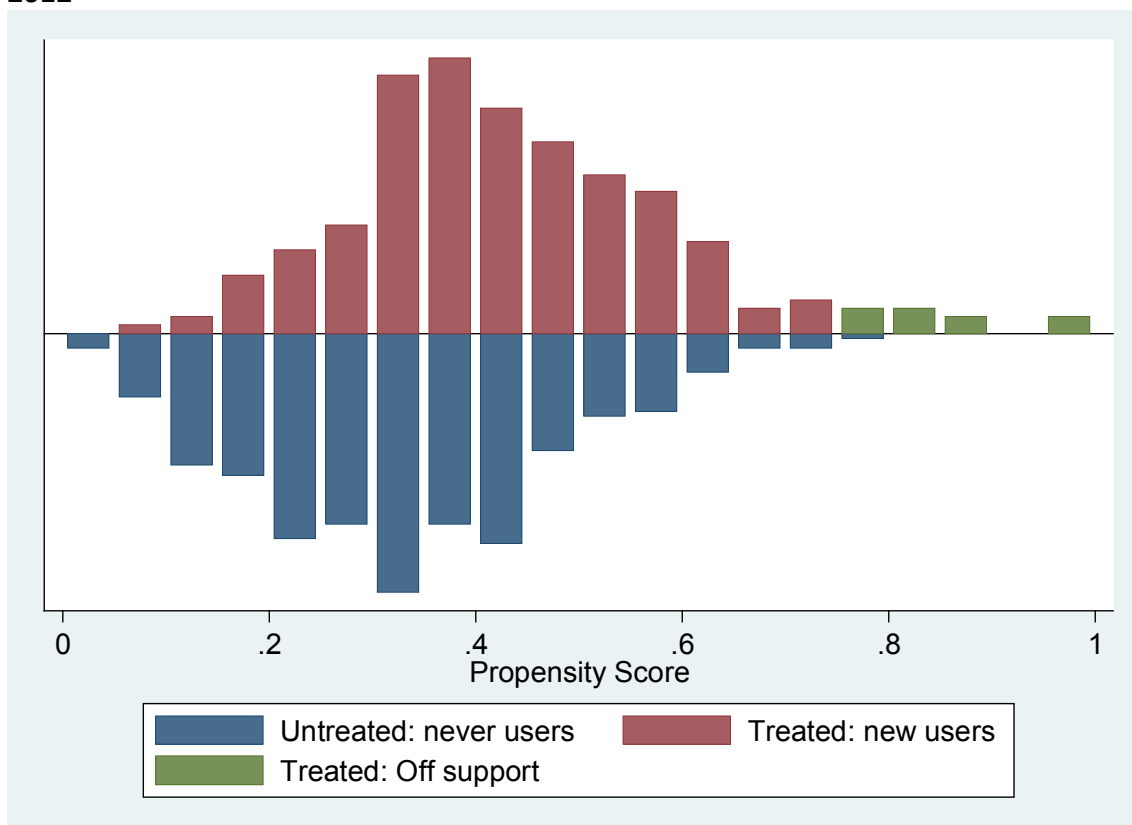 0 .2 .4 .6 .8 1
Propensity Score
Untreated: never users Treated: new users
Treated: Off support